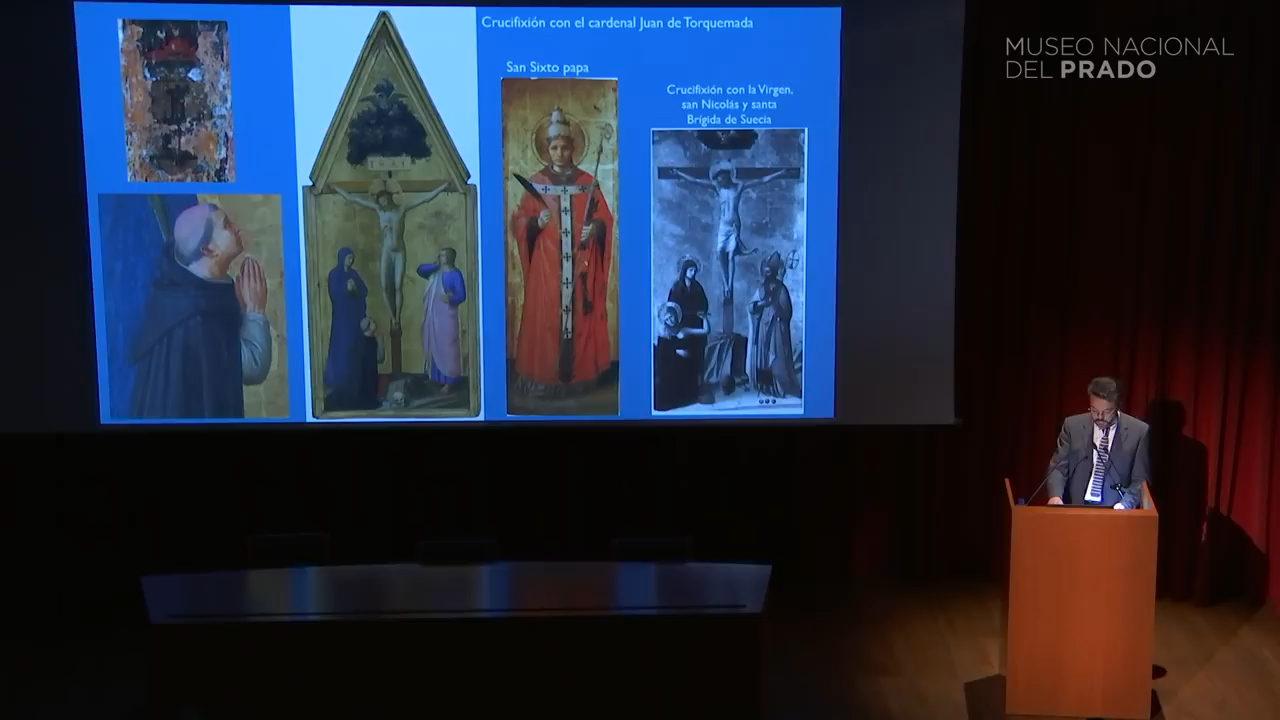 Crucifixión con el cardenal Juan de Torquemada
San Sixto papa
Crucifixión con la Virgen,
san Nicolás y santa
Brígida de Suecia
MUSEO NACIONAL
DEL PRADO